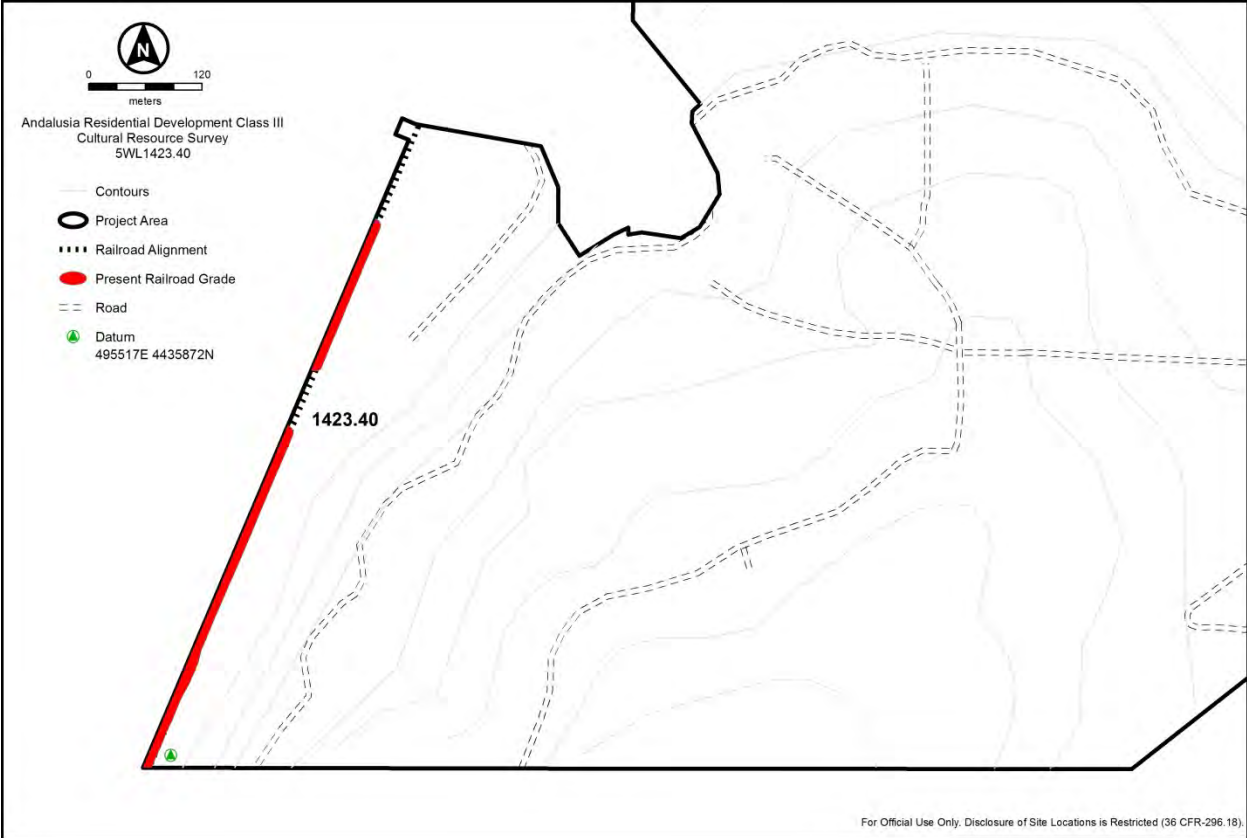 N
0 120
meters
Andalusia Residential Development Class III
Cultural Resource Survey
5WL1423.40
Contours
Project Area
Railroad Alignment
Present Railroad Grade
Road
Datum
495517E 4435872N
1423.40
For Official Use Only. Disclosure of Site Locations is Restricted (36 CFR-296.18).